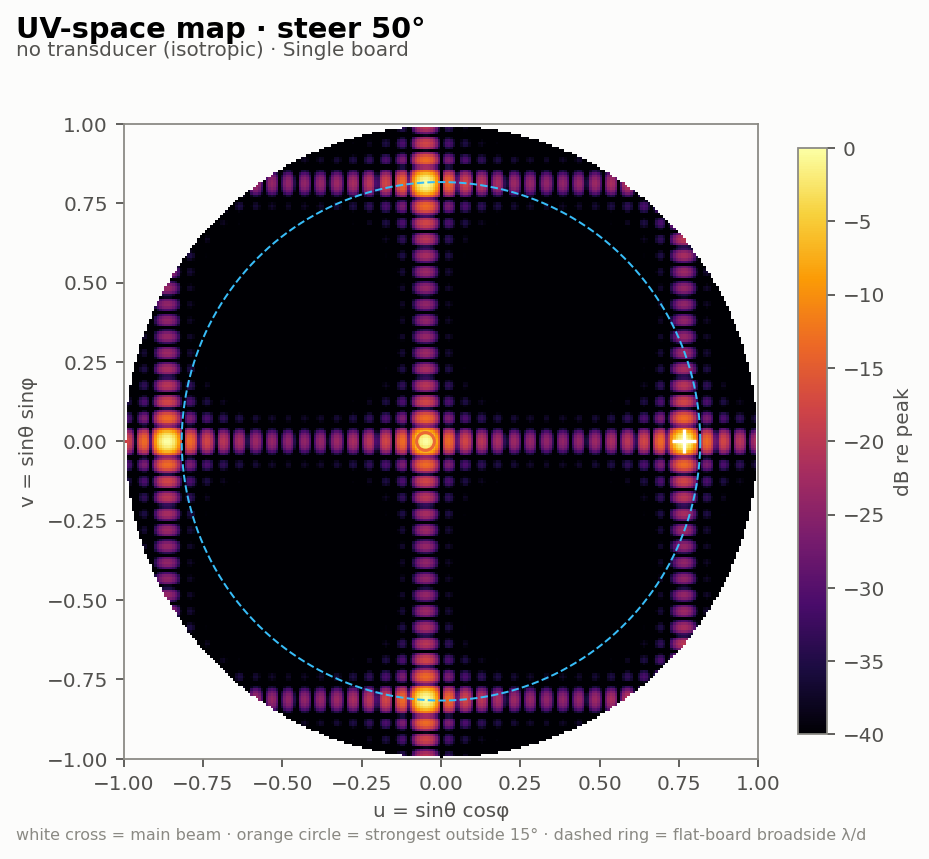 UV-space map · steer 50°
no transducer (isotropic) · Single board
1.00
0.75
0.50
0.25
0.00
−0.25
−0.50
−0.75
−1.00
v = sinθ sinφ
−1.00 −0.75 −0.50 −0.25 0.00 0.25 0.50 0.75 1.00
u = sinθ cosφ
0
−5
−10
−15
−20
−25
−30
−35
−40
dB re peak
white cross = main beam · orange circle = strongest outside 15° · dashed ring = flat-board broadside λ/d